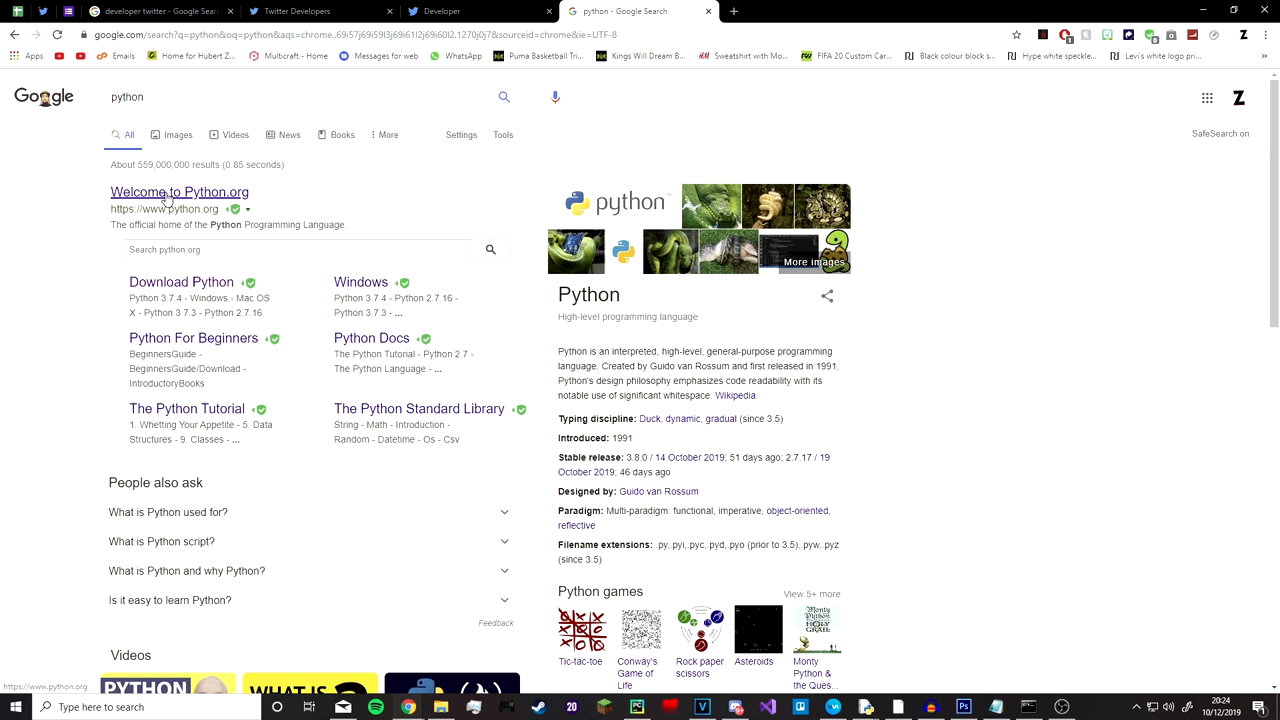 developer twitter - Google Sear
Twitter Developers
Developer
python - Google Search
google.com/search?q=python&oq=python&aqs=chrome..69i57j69i59l3j69i61l2j69i60l2.1270j0j7&sourceid=chrome&ie=UTF-8
Apps
Emails
Home for Hubert Z...
Multicraft - Home
Messages for web
WhatsApp
Puma Basketball Tri...
Kings Will Dream B...
Sweatshirt with Mo...
FIFA 20 Custom Car...
Black colour block s...
Hype white speckle...
Levi's white logo pri...
Google
python
All
Images
Videos
News
Books
More
Settings
Tools
SafeSearch on
About 559,000,000 results (0.85 seconds)
Welcome to Python.org
https://www.python.org
The official home of the Python Programming Language.
Search python.org
Download Python
Python 3.7.4 - Windows - Mac OS
X - Python 3.7.3 - Python 2.7.16
Windows
Python 3.7.4 - Python 2.7.16 -
Python 3.7.3 - ...
Python For Beginners
BeginnersGuide -
BeginnersGuide/Download -
IntroductoryBooks
Python Docs
The Python Tutorial - Python 2.7 -
The Python Language - ...
The Python Tutorial
1. Whetting Your Appetite - 5. Data
Structures - 9. Classes - ...
The Python Standard Library
String - Math - Introduction -
Random - Datetime - Os - Csv
People also ask
What is Python used for?
What is Python script?
What is Python and why Python?
Is it easy to learn Python?
Feedback
Videos
PYTHON
WHAT IS
python
More images
Python
High-level programming language
Python is an interpreted, high-level, general-purpose programming
language. Created by Guido van Rossum and first released in 1991,
Python's design philosophy emphasizes code readability with its
notable use of significant whitespace. Wikipedia
Typing discipline: Duck, dynamic, gradual (since 3.5)
Introduced: 1991
Stable release: 3.8.0 / 14 October 2019; 51 days ago; 2.7.17 / 19
October 2019; 46 days ago
Designed by: Guido van Rossum
Paradigm: Multi-paradigm: functional, imperative, object-oriented,
reflective
Filename extensions: .py,.pyi,.pyc,.pyd,.pyo (prior to 3.5),.pyw,.pyz
(since 3.5)
Python games
View 5+ more
Tic-tac-toe
Conway's
Game of
Life
Rock paper
scissors
Asteroids
Monty
Python &
the Ques...
https://www.python.org
Type here to search
20:24
10/12/2019